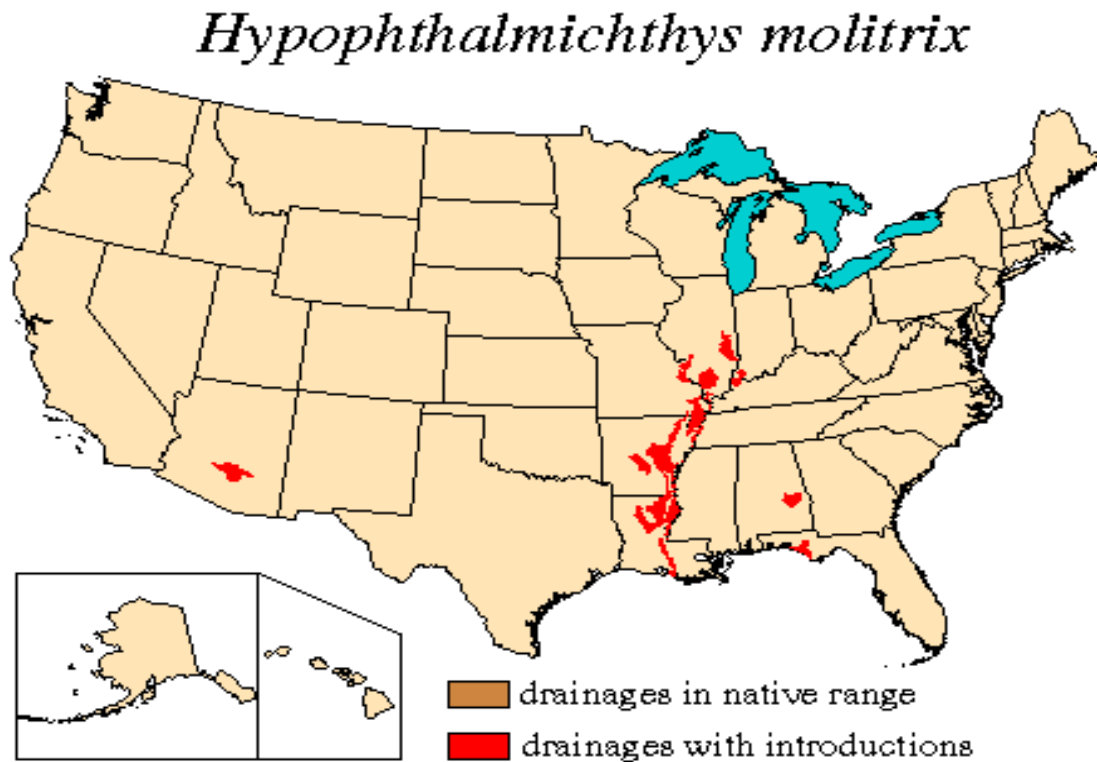 Hypophthalmichthys molitrix
drainages in native range
drainages with introductions